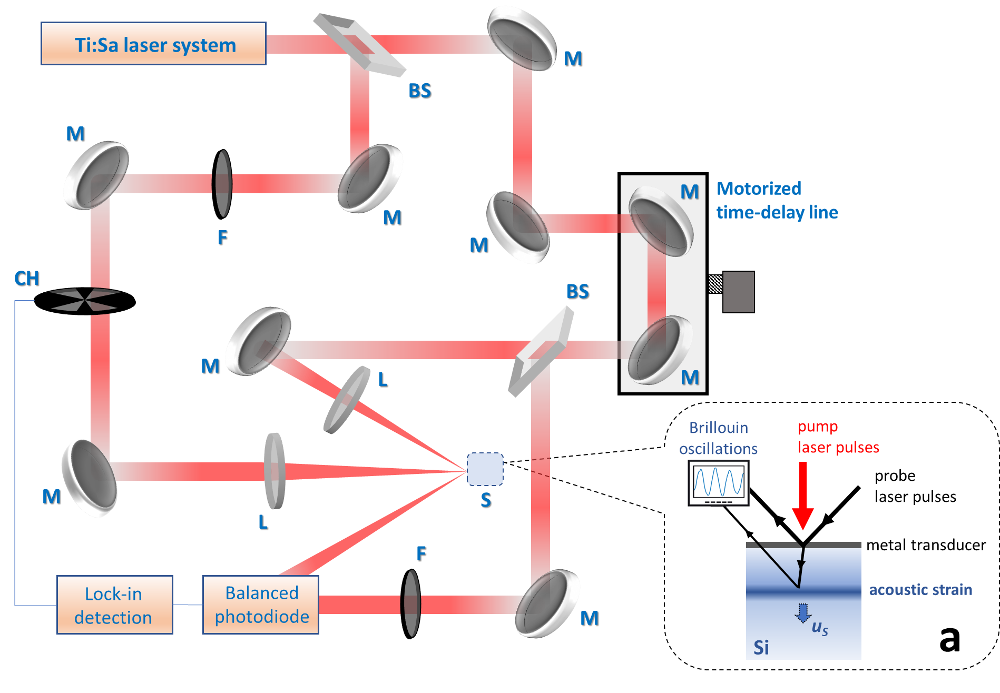 Ti:Sa laser system
M
BS
M
M
F
M
M
Motorized
time-delay line
M
CH
BS
M
L
M
M
L
S
F
M
Lock-in
detection
Balanced
photodiode
Brillouin
oscillations
pump
laser pulses
probe
laser pulses
metal transducer
acoustic strain
uS
Si
a